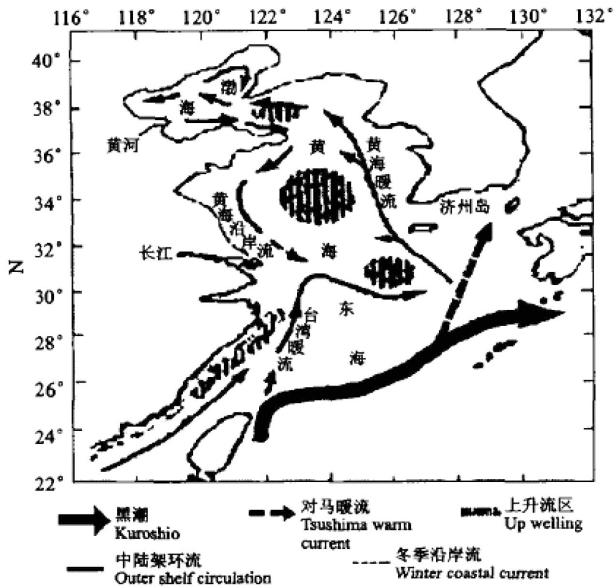 116° 118° 120° 122° 124° 126° 128° 130° 132°
40°
38°
36°
34°
32°
30°
28°
26°
24°
22°
N
渤
海
黄河
黄
海
黄海暖流
黄海沿岸流
济州岛
长江
东
海
台湾暖流
黑潮
Kuroshio
对马暖流
Tsushima warm
current
上升流区
Up welling
中陆架环流
Outer shelf circulation
冬季沿岸流
Winter coastal current